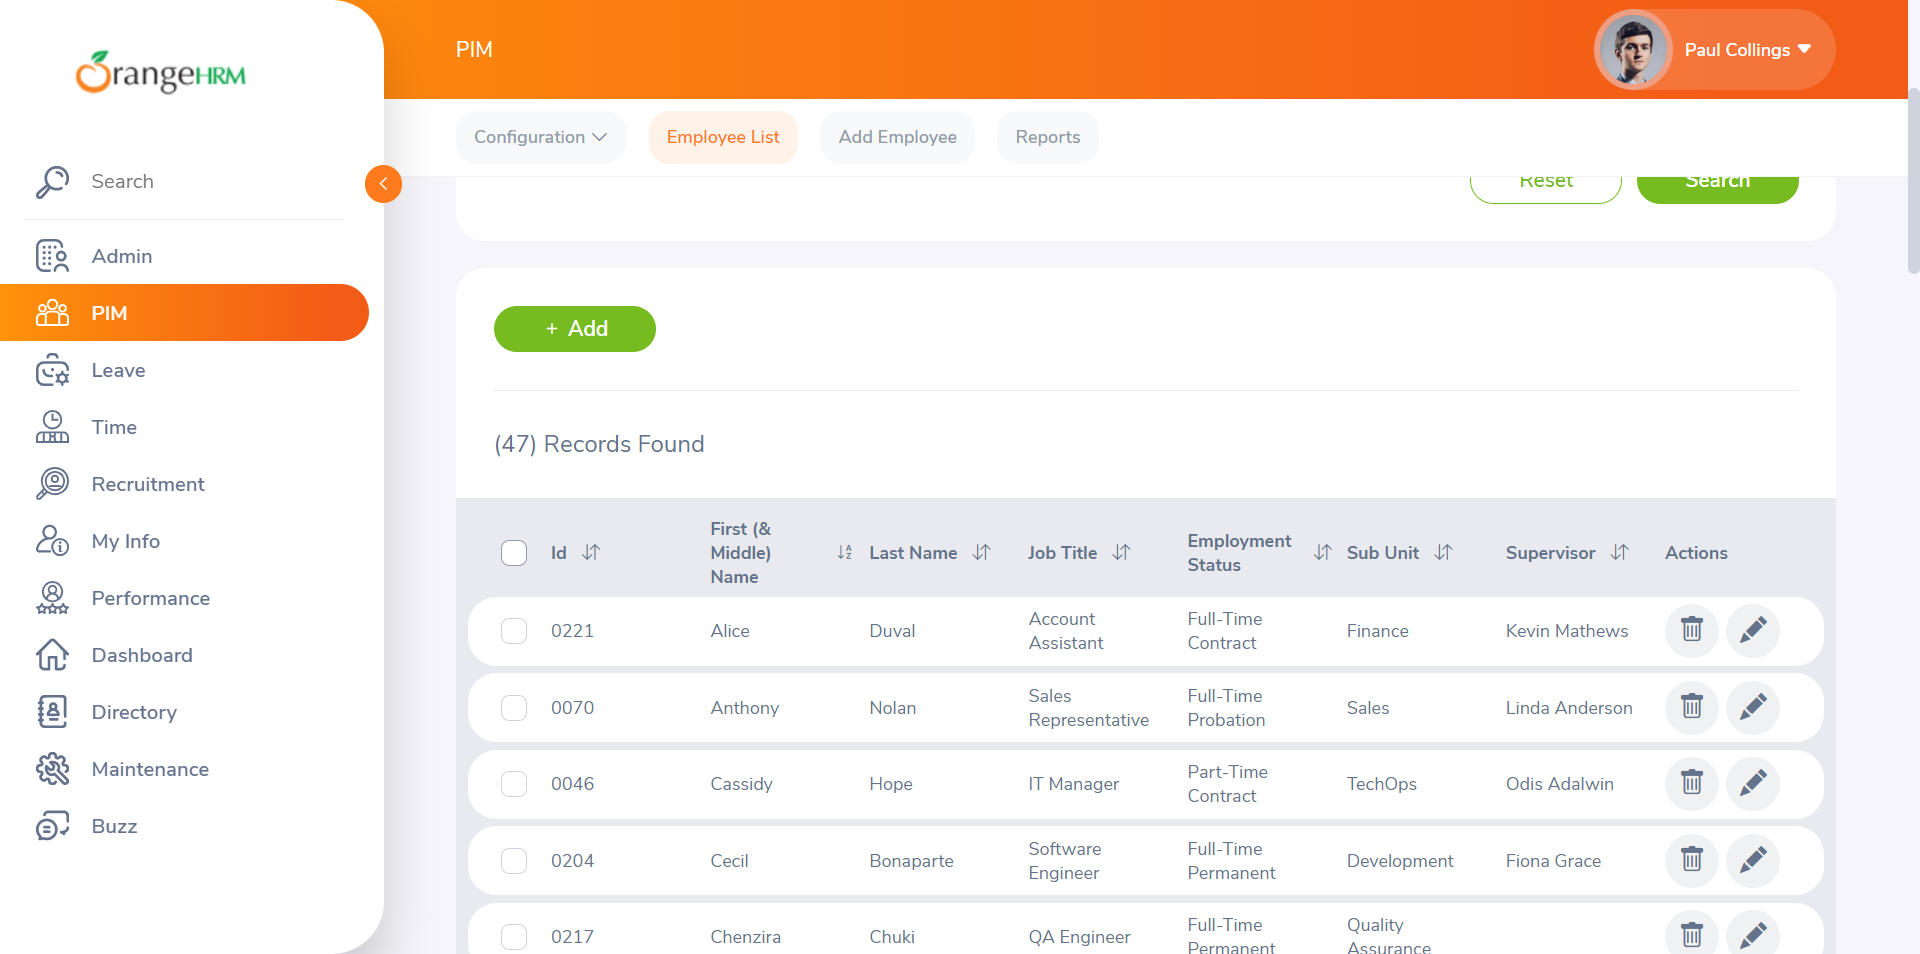 OrangeHRM
PIM
Paul Collings
Configuration
Employee List
Add Employee
Reports
Search
Reset
Search
Admin
PIM
Leave
Time
Recruitment
My Info
Performance
Dashboard
Directory
Maintenance
Buzz
+ Add
(47) Records Found
Id
First (& Middle) Name
Last Name
Job Title
Employment Status
Sub Unit
Supervisor
Actions
0221 Alice Duval Account Assistant Full-Time Contract Finance Kevin Mathews
0070 Anthony Nolan Sales Representative Full-Time Probation Sales Linda Anderson
0046 Cassidy Hope IT Manager Part-Time Contract TechOps Odis Adalwin
0204 Cecil Bonaparte Software Engineer Full-Time Permanent Development Fiona Grace
0217 Chenzira Chuki QA Engineer Full-Time Permanent Quality Assurance